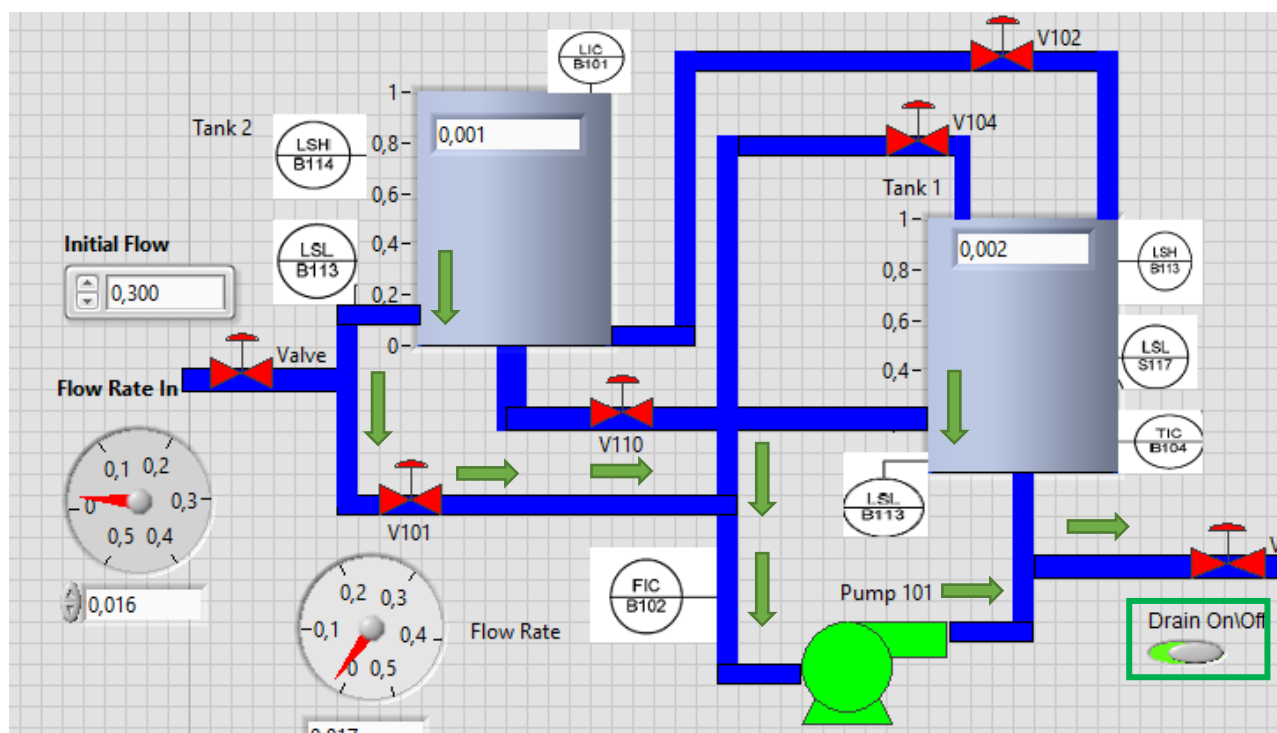 LIC
B101
V102
1
Tank 2
0,001
LSH
B114
0,8
V104
0,6
Tank 1
Initial Flow
LSL
B113
0,4
1
0,002
LSH
B113
0,300
0,2
0,8
0
0,6
Valve
LSL
S117
0,4
Flow Rate In
V110
TIC
B104
0
0,1
0,2
0,3
0,4
0,5
LSL
B113
V101
0,016
FIC
B102
Pump 101
0
0,1
0,2
0,3
0,4
0,5
Flow Rate
Drain On\Off
0,017